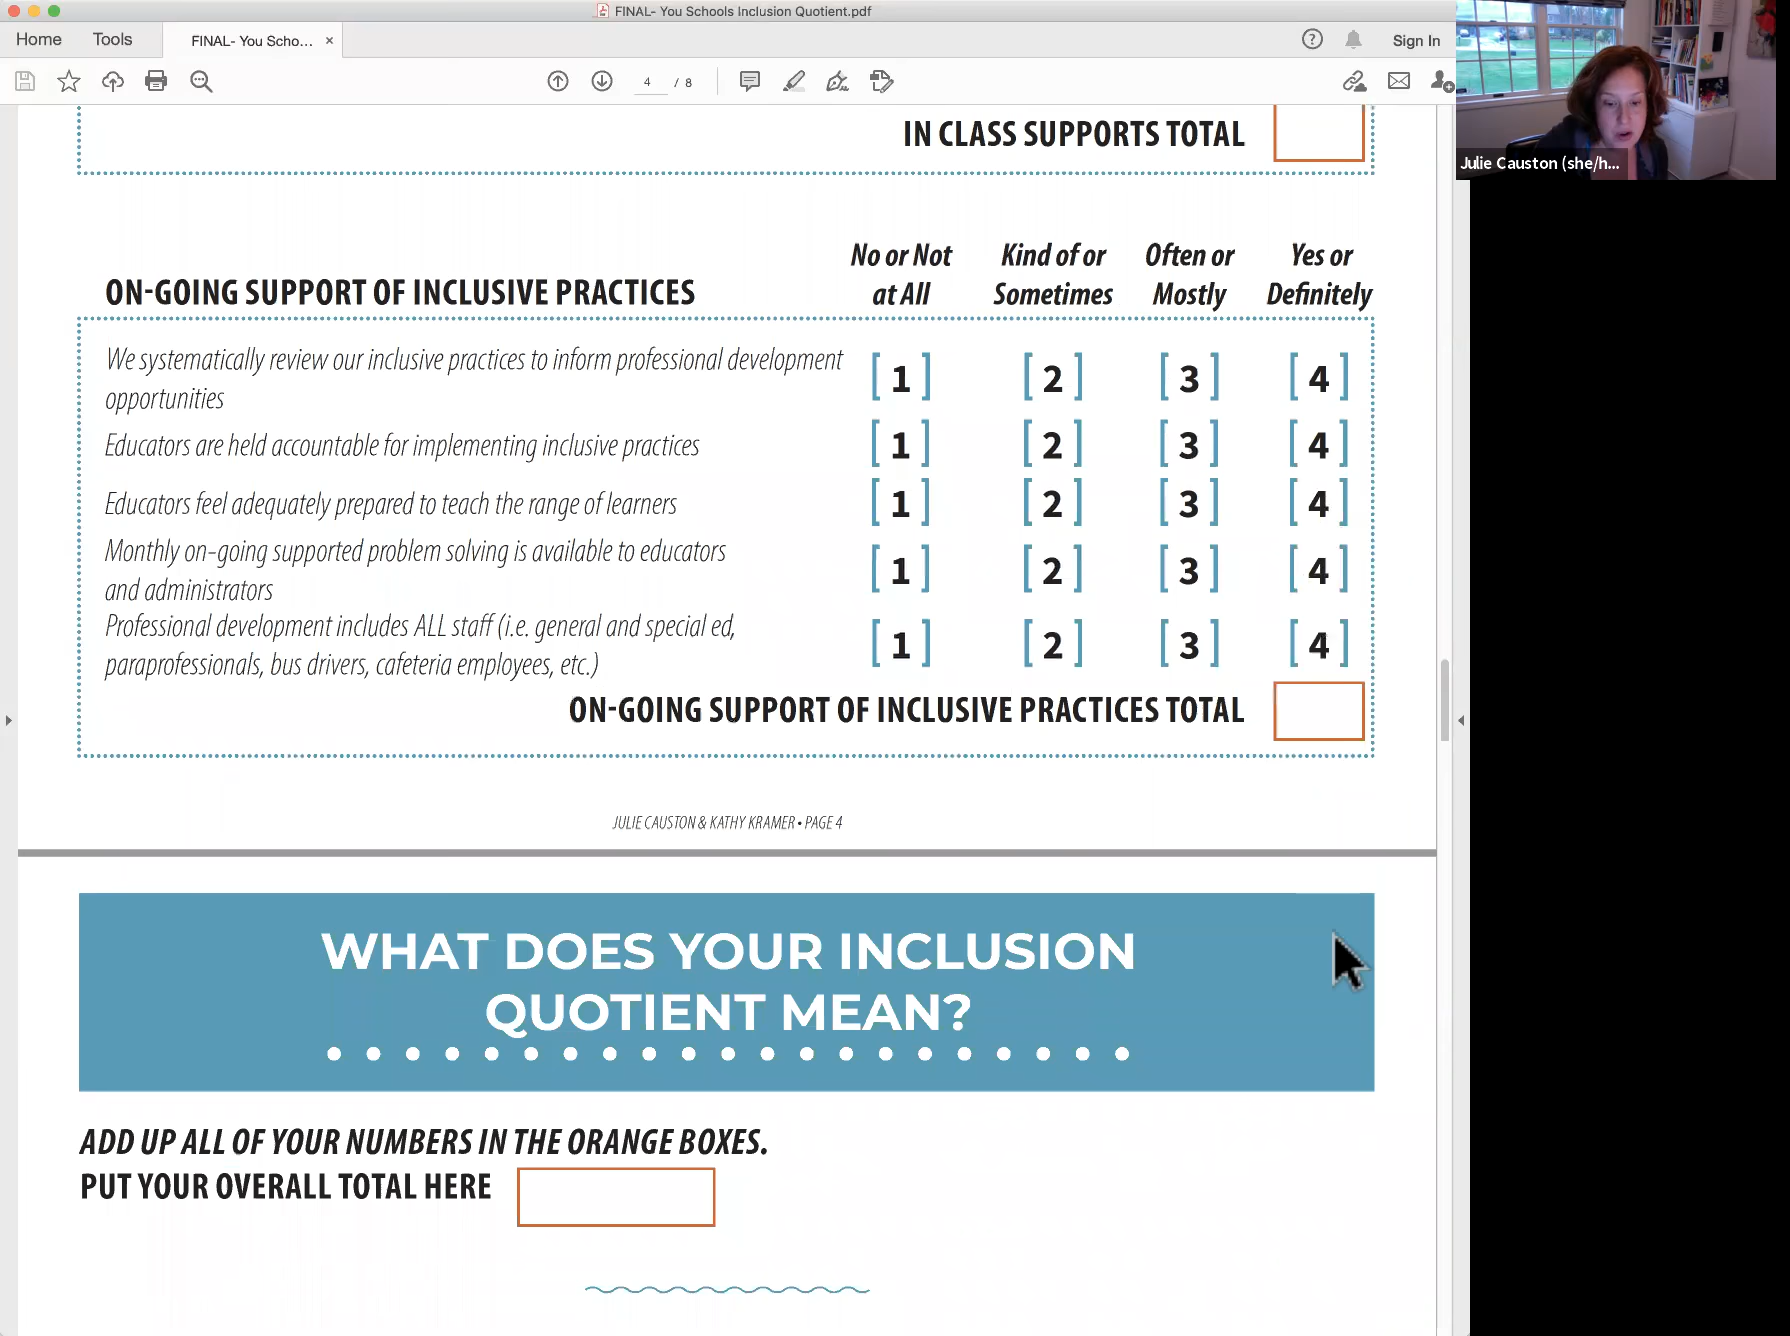 FINAL- You Schools Inclusion Quotient.pdf
Home Tools FINAL- You Scho... × Sign In
4 / 8
Julie Causton (she/h...
IN CLASS SUPPORTS TOTAL
No or Not Kind of or Often or Yes or
ON-GOING SUPPORT OF INCLUSIVE PRACTICES at All Sometimes Mostly Definitely
We systematically review our inclusive practices to inform professional development
opportunities
[ 1 ] [ 2 ] [ 3 ] [ 4 ]
Educators are held accountable for implementing inclusive practices [ 1 ] [ 2 ] [ 3 ] [ 4 ]
Educators feel adequately prepared to teach the range of learners [ 1 ] [ 2 ] [ 3 ] [ 4 ]
Monthly on-going supported problem solving is available to educators
and administrators
[ 1 ] [ 2 ] [ 3 ] [ 4 ]
Professional development includes ALL staff (i.e. general and special ed,
paraprofessionals, bus drivers, cafeteria employees, etc.)
[ 1 ] [ 2 ] [ 3 ] [ 4 ]
ON-GOING SUPPORT OF INCLUSIVE PRACTICES TOTAL
JULIE CAUSTON & KATHY KRAMER • PAGE 4
WHAT DOES YOUR INCLUSION
QUOTIENT MEAN?
ADD UP ALL OF YOUR NUMBERS IN THE ORANGE BOXES.
PUT YOUR OVERALL TOTAL HERE